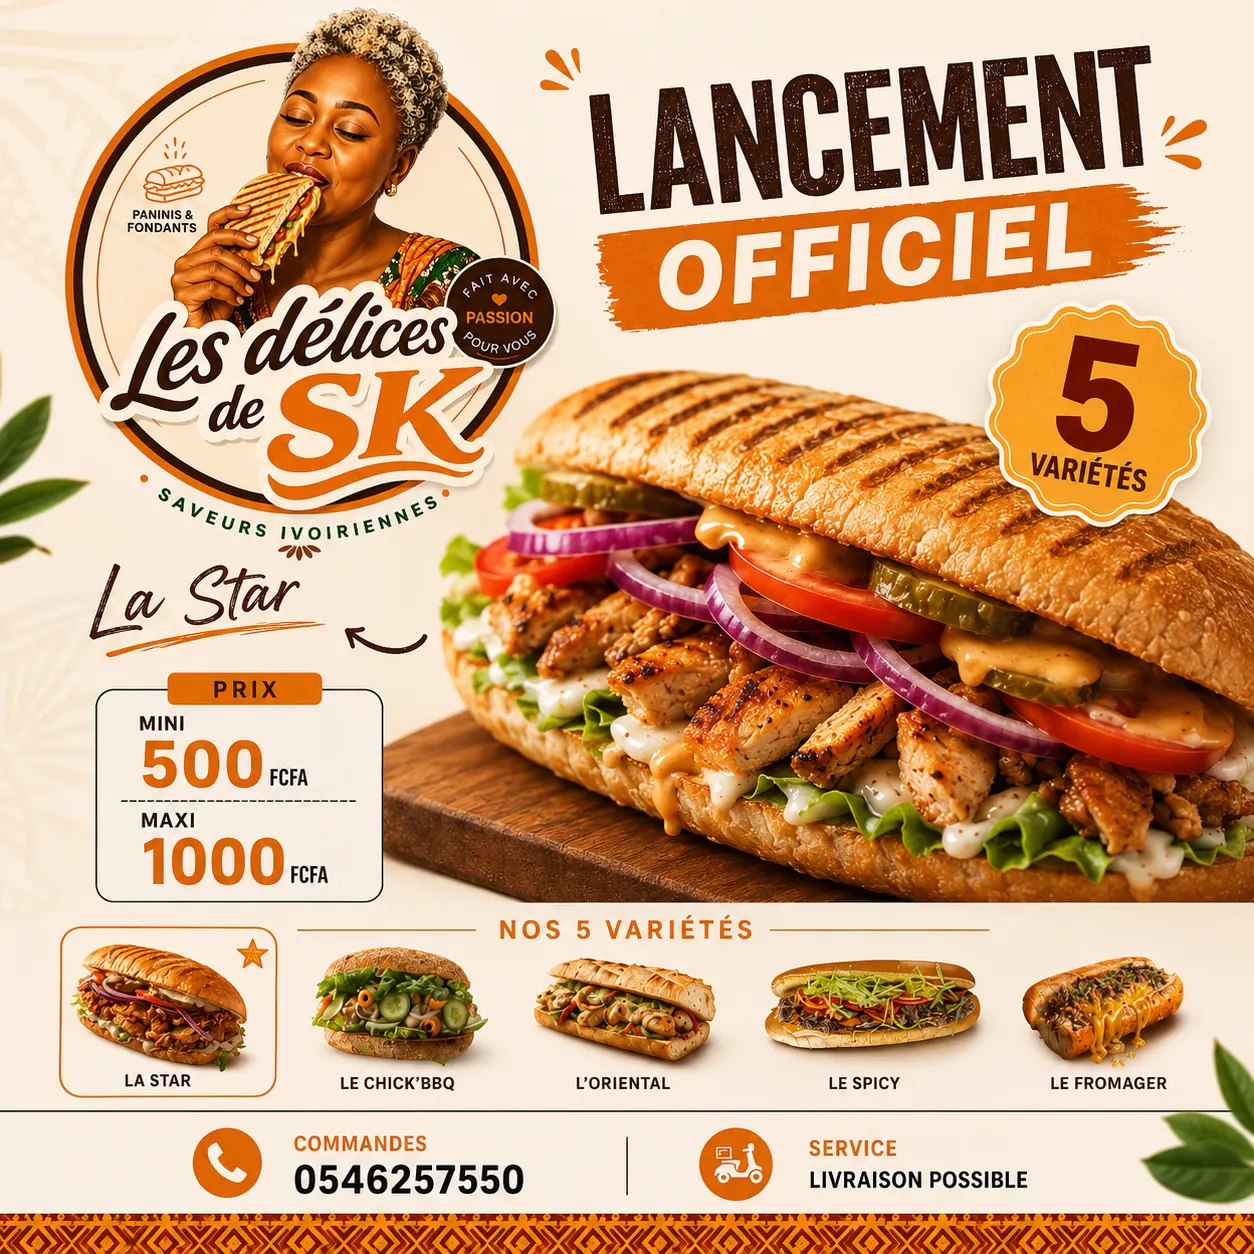 PANINIS &
FONDANTS
Les délices
de SK
FAIT AVEC
PASSION
POUR VOUS
SAVEURS IVOIRIENNES
LANCEMENT
OFFICIEL
5
VARIÉTÉS
La Star
PRIX
MINI
500 FCFA
MAXI
1000 FCFA
NOS 5 VARIÉTÉS
LA STAR
LE CHICK'BBQ
L'ORIENTAL
LE SPICY
LE FROMAGER
COMMANDES
0546257550
SERVICE
LIVRAISON POSSIBLE